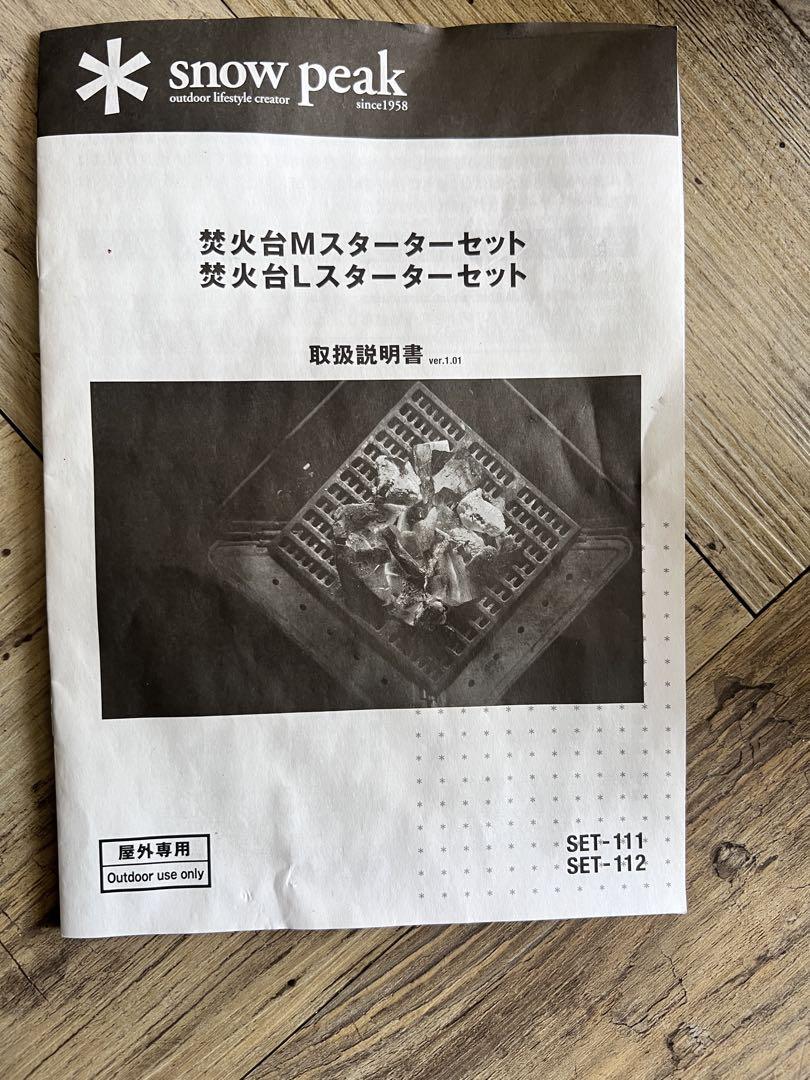 snow peak
outdoor lifestyle creator
since1958
焚火台Mスターターセット
焚火台Lスターターセット
取扱説明書 ver.1.01
屋外専用
Outdoor use only
SET-111
SET-112